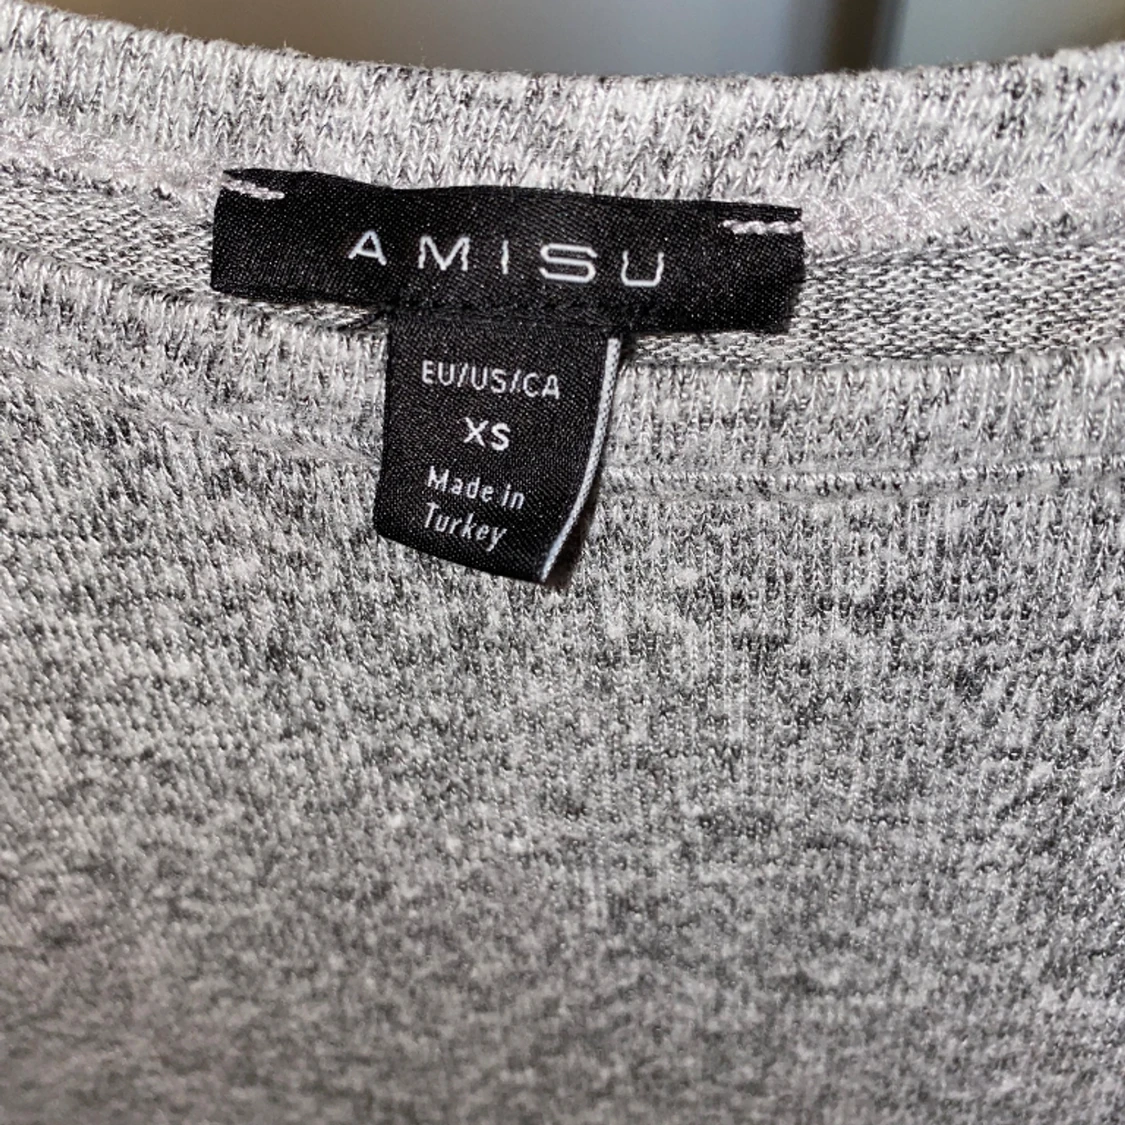 AMISU
EU/US/CA
XS
Made in
Turkey